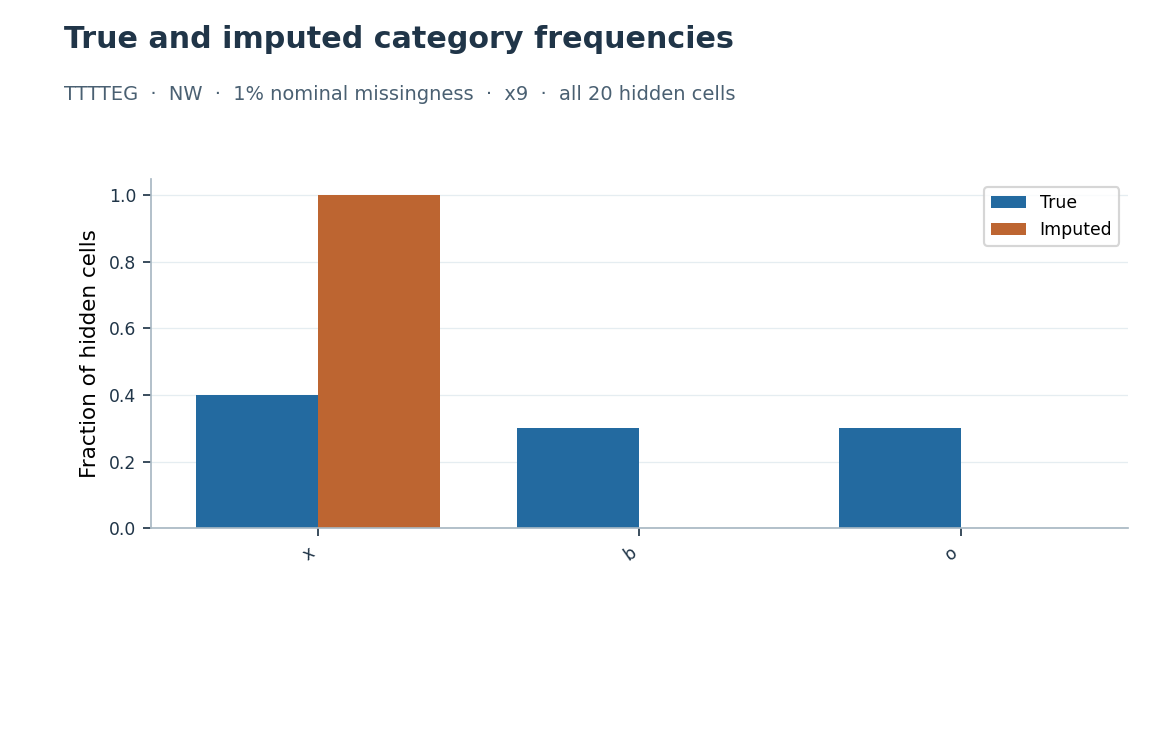 True and imputed category frequencies
TTTTEG · NW · 1% nominal missingness · x9 · all 20 hidden cells
Fraction of hidden cells
1.0
0.8
0.6
0.4
0.2
0.0
True
Imputed
x
b
o